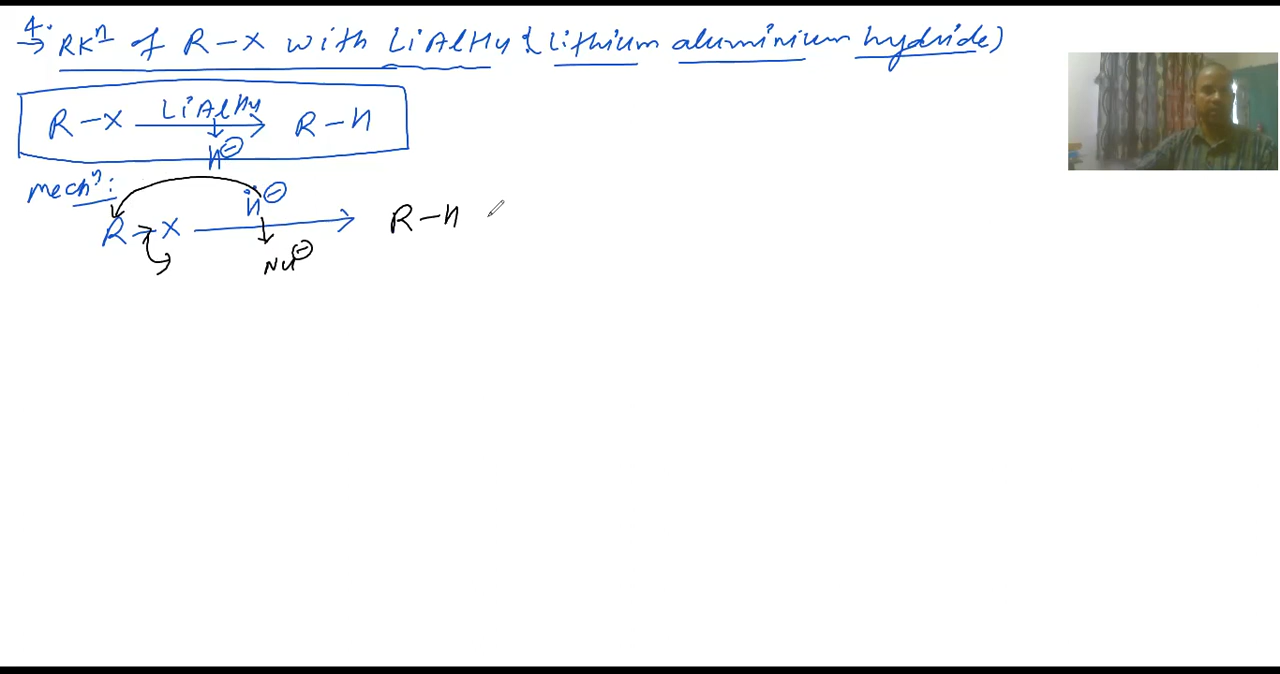 4.
→ RKⁿ of R-X with LiAlH4 (Lithium aluminium hydride)
R-X LiAlH4 → R-H
H⊖
Mechⁿ:
R-X H⊖ → R-H
Nu⊖